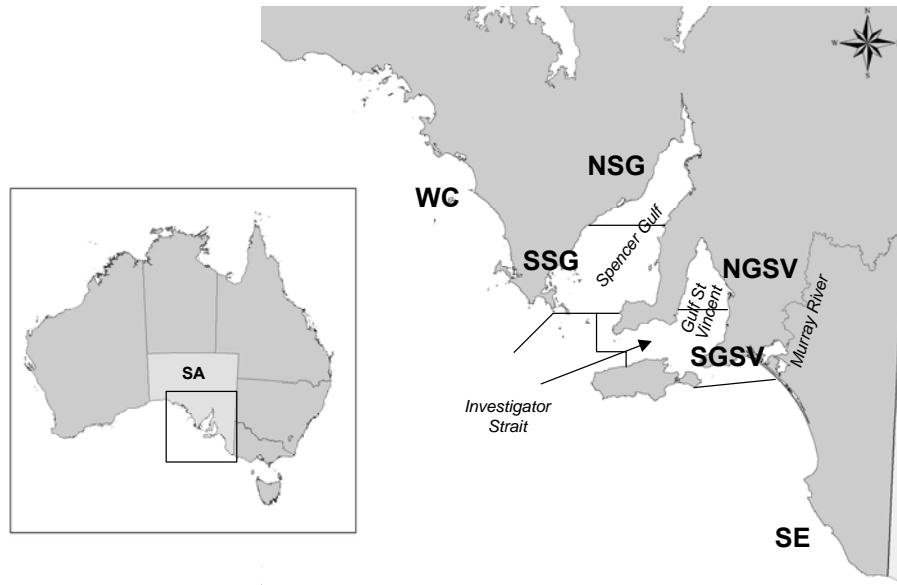 N
W
S
NSG
WC
Spencer Gulf
SSG
NGSV
Gulf St
Vincent
Murray River
SGSV
SA
Investigator
Strait
SE